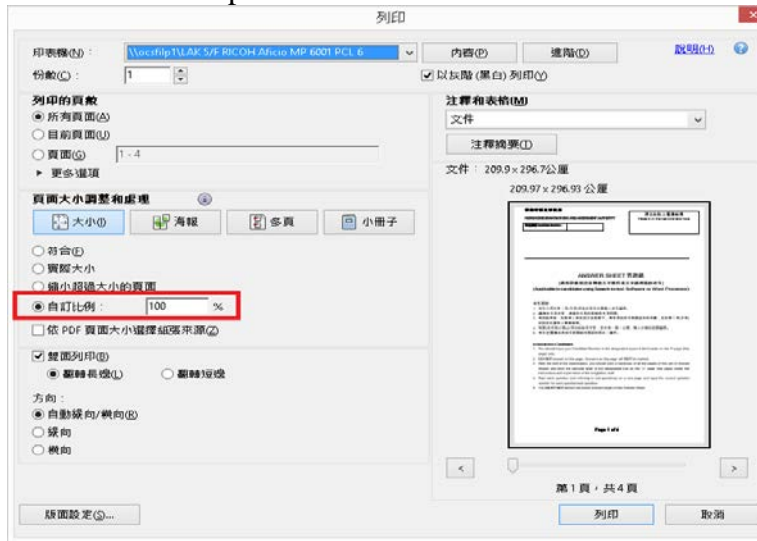 列印
印表機(N)： \\ocsfilp1\LAK 5/F RICOH Aficio MP 6001 PCL 6 內容(P) 進階(D) 說明(H)
份數(C)： 1 以灰階 (黑白) 列印(Y)
列印的頁數
所有頁面(A)
目前頁面(U)
頁面(G) 1 - 4
更多選項
頁面大小調整和處理
大小(I) 海報 多頁 小冊子
符合(F)
實際大小
縮小超過大小的頁面
自訂比例： 100 %
依 PDF 頁面大小選擇紙張來源(Z)
雙面列印(B)
翻轉長邊(L) 翻轉短邊
方向：
自動縱向/橫向(R)
縱向
橫向
版面設定(S)...
注釋和表格(M)
文件
注釋摘要(T)
文件： 209.9 x 296.7公厘
209.97 x 296.93 公厘
ANSWER SHEET 答題紙
Page 1 of 4
< >
第 1 頁，共 4 頁
列印 取消